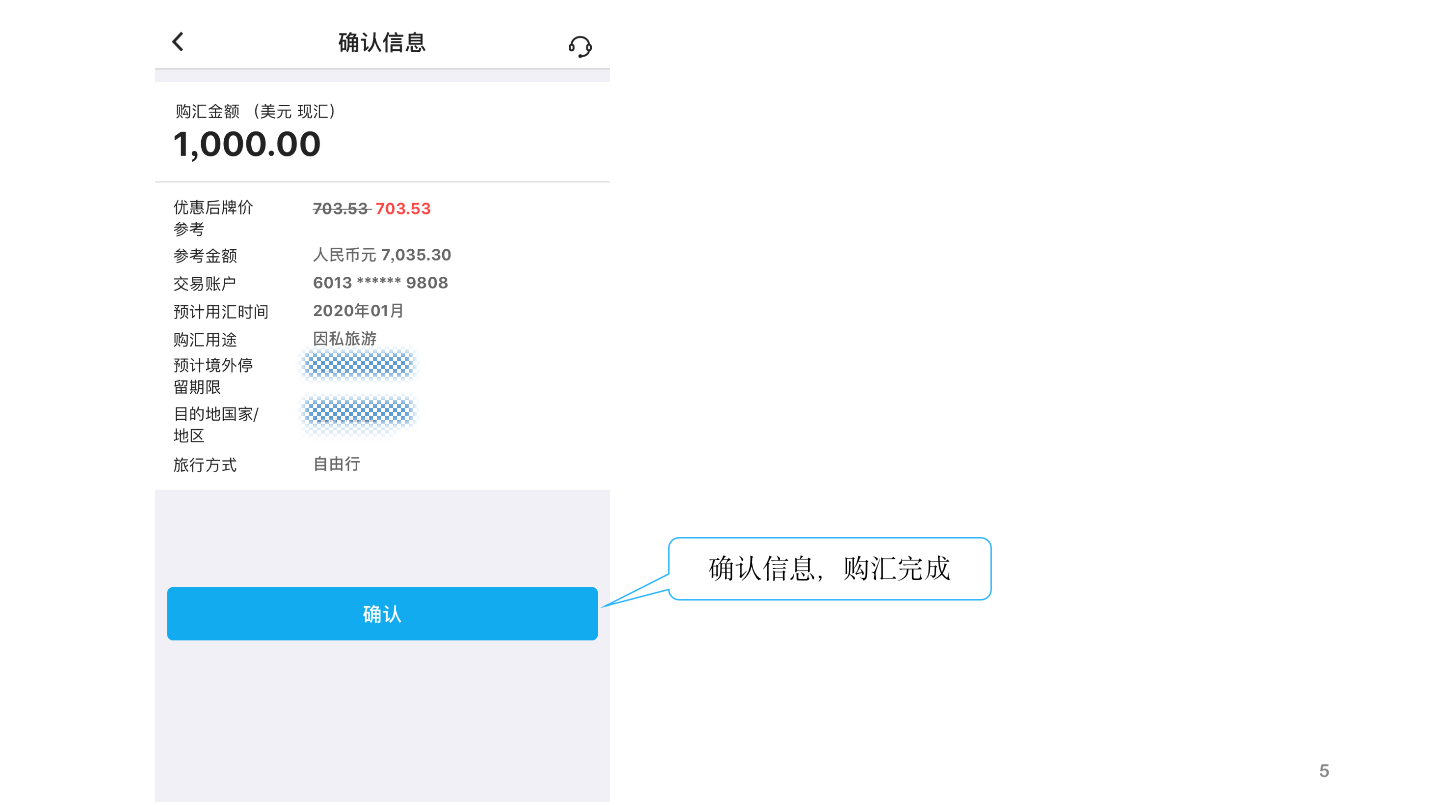 确认信息
购汇金额 (美元 现汇)
1,000.00
优惠后牌价 703.53 703.53
参考
参考金额 人民币元 7,035.30
交易账户 6013 ****** 9808
预计用汇时间 2020年01月
购汇用途 因私旅游
预计境外停
留期限
目的地国家/
地区
旅行方式 自由行
确认信息，购汇完成
确认
5